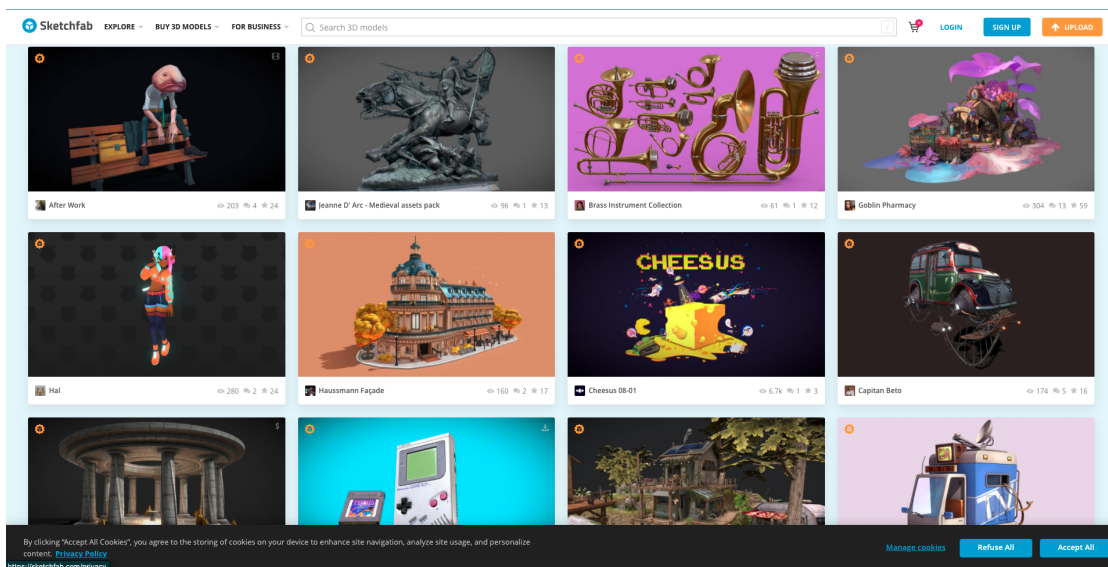 Sketchfab EXPLORE BUY 3D MODELS FOR BUSINESS Search 3D models / LOGIN SIGN UP UPLOAD
After Work 203 4 24
Jeanne D' Arc - Medieval assets pack 96 1 13
Brass Instrument Collection 61 1 12
Goblin Pharmacy 304 13 59
CHEESUS
Hal 280 2 24
Haussmann Façade 160 2 17
Cheesus 08-01 6.7k 1 3
Capitan Beto 174 5 16
$
By clicking “Accept All Cookies”, you agree to the storing of cookies on your device to enhance site navigation, analyze site usage, and personalize
content. Privacy Policy
Manage cookies Refuse All Accept All
https://sketchfab.com/privacy